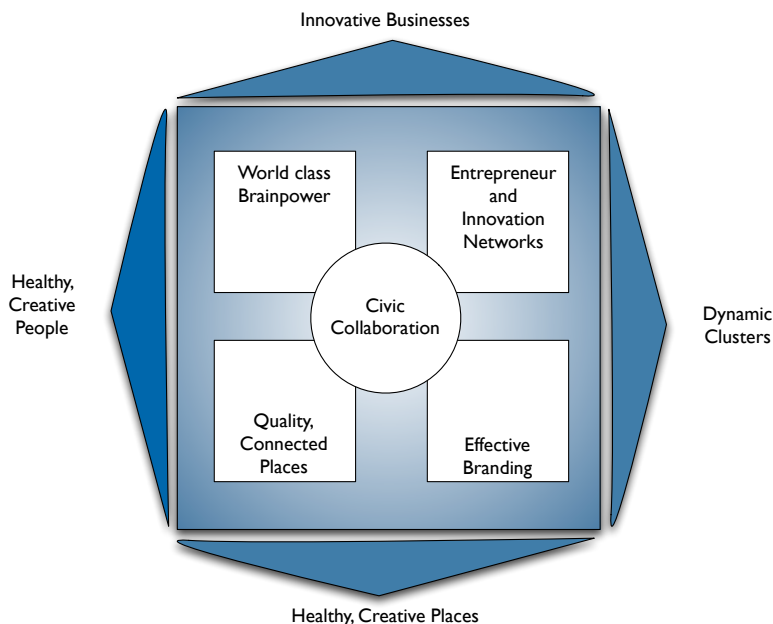 Innovative Businesses
World class
Brainpower
Entrepreneur
and
Innovation
Networks
Healthy,
Creative
People
Civic
Collaboration
Dynamic
Clusters
Quality,
Connected
Places
Effective
Branding
Healthy, Creative Places